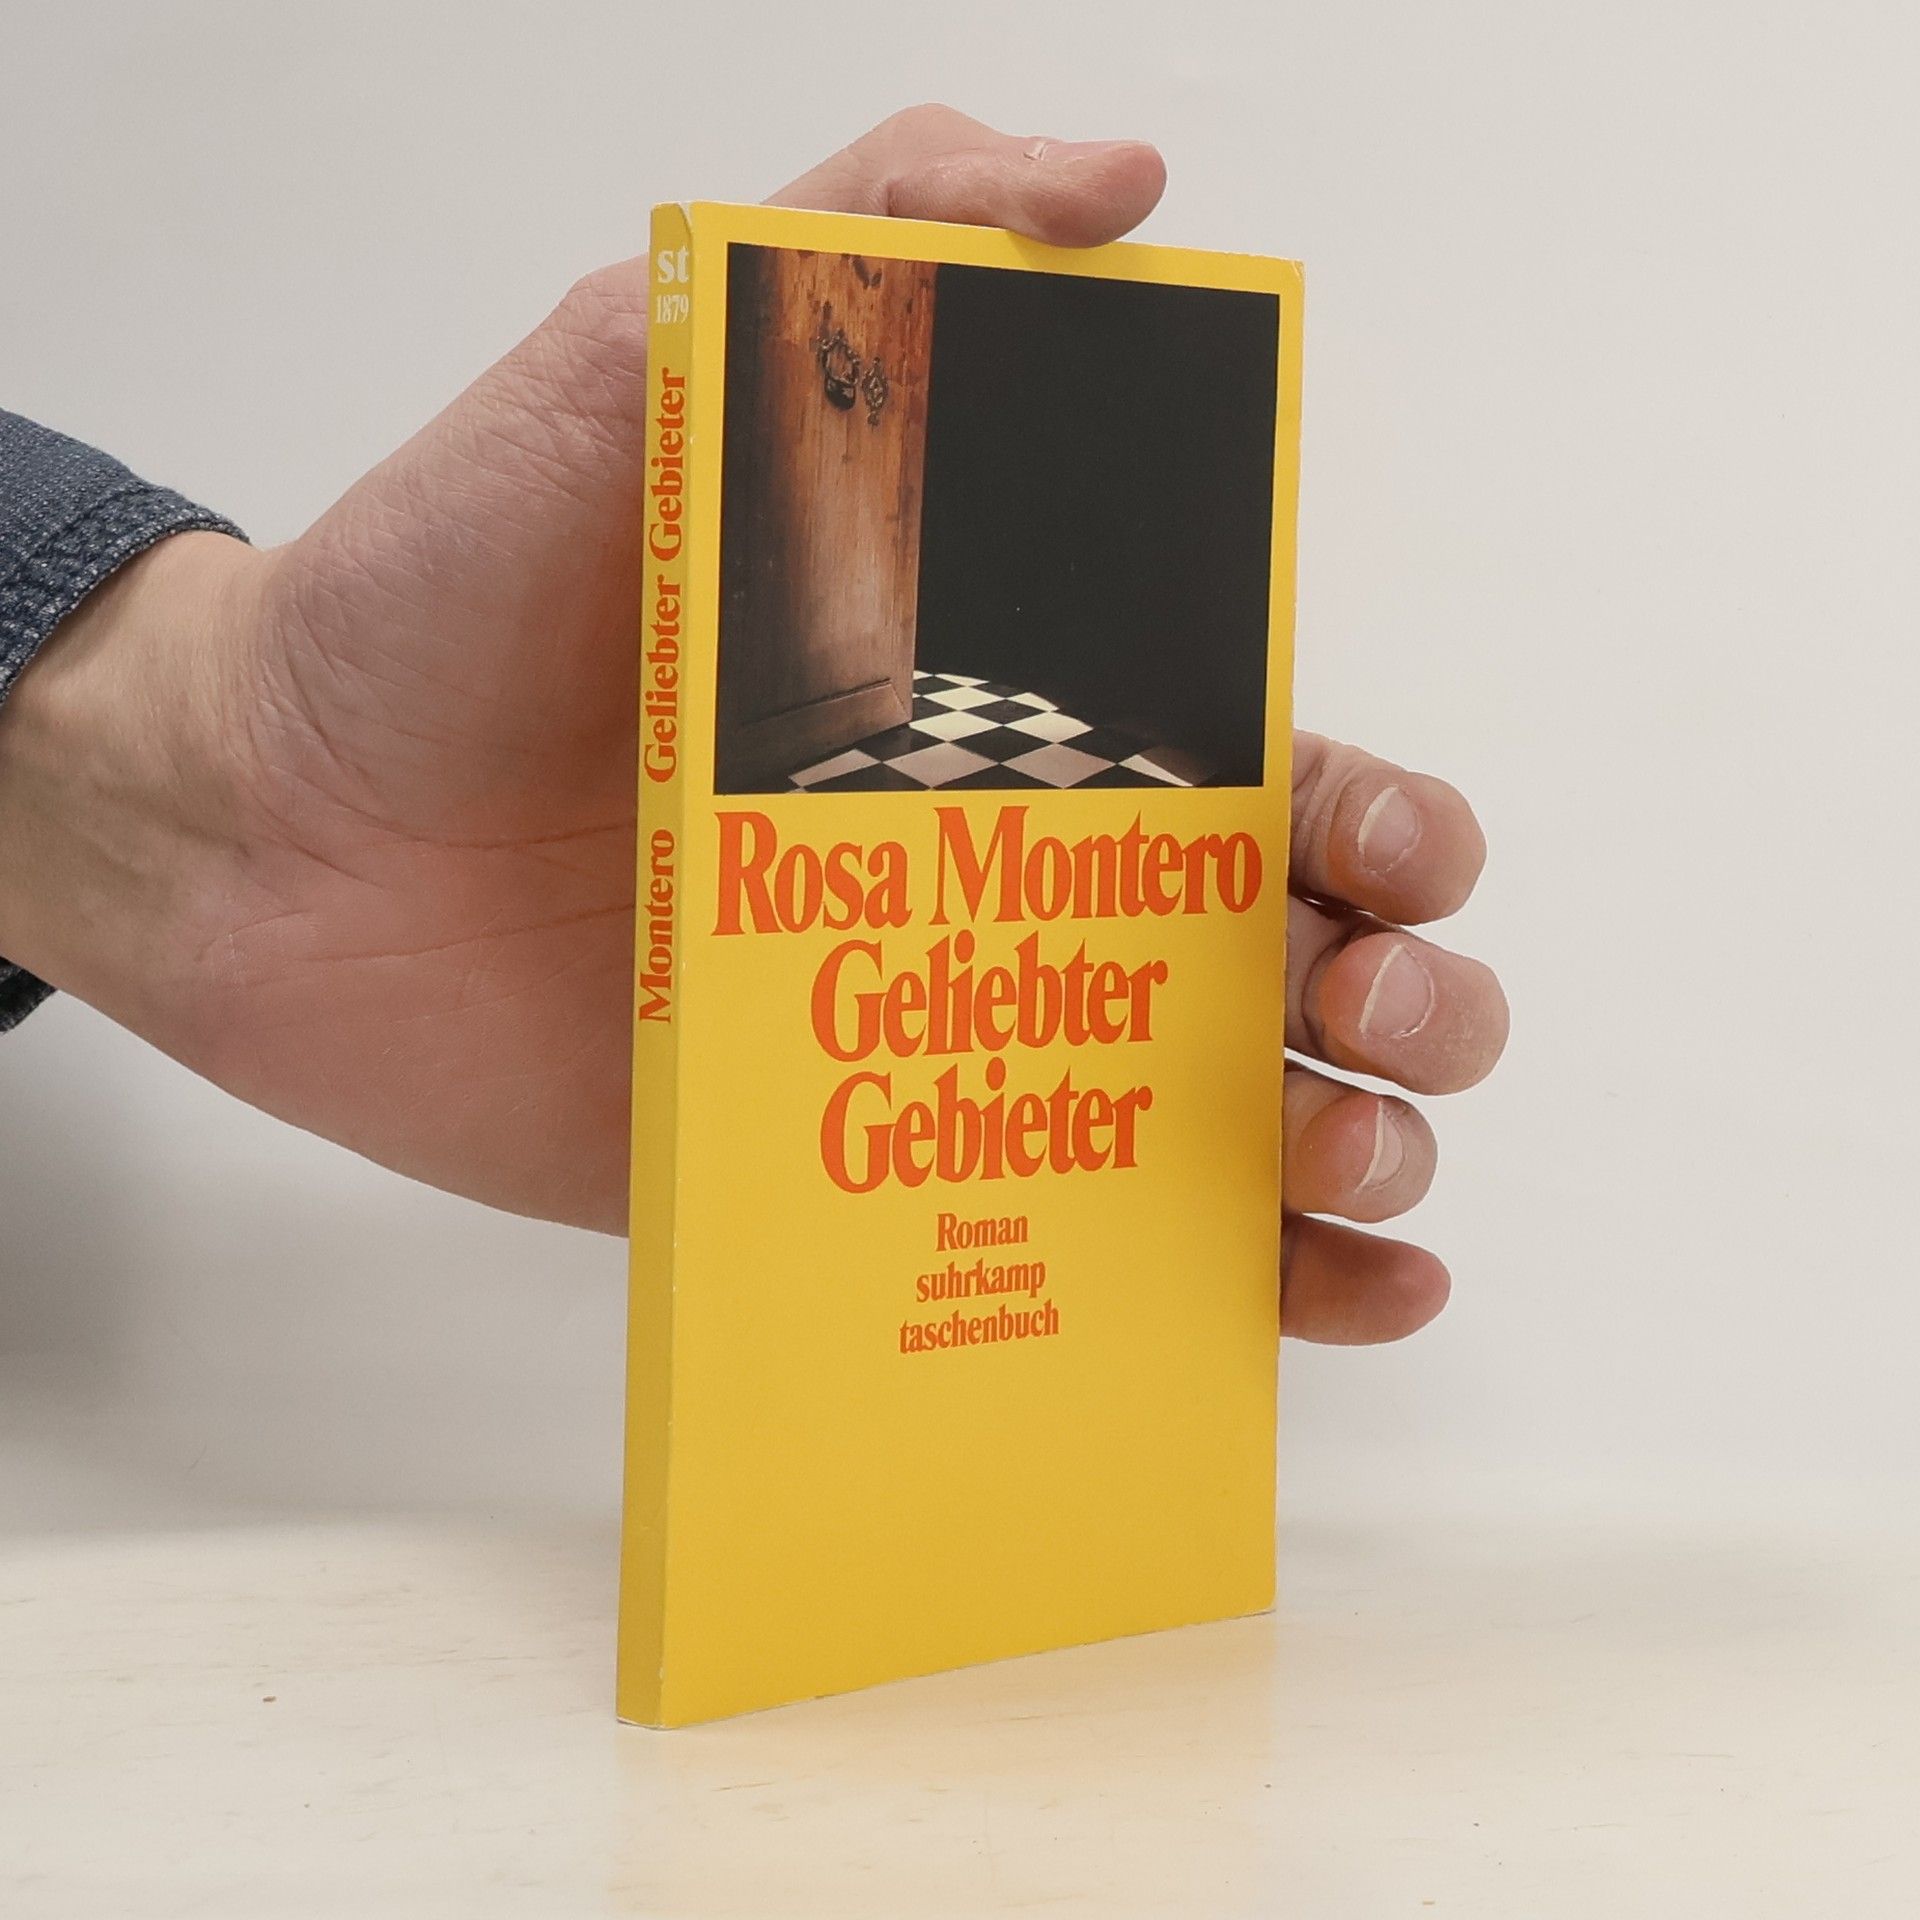 st
1879
Montero Geliebter Gebieter
Rosa Montero
Geliebter
Gebieter
Roman
suhrkamp
taschenbuch